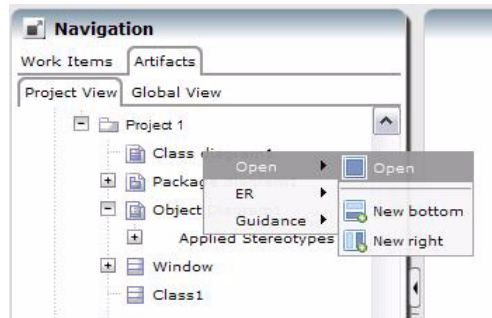 Navigation
Work Items Artifacts
Project View Global View
Project 1
Class
Open
Open
Package
ER
New bottom
Object
Guidance
New right
Applied Stereotypes
Window
Class1